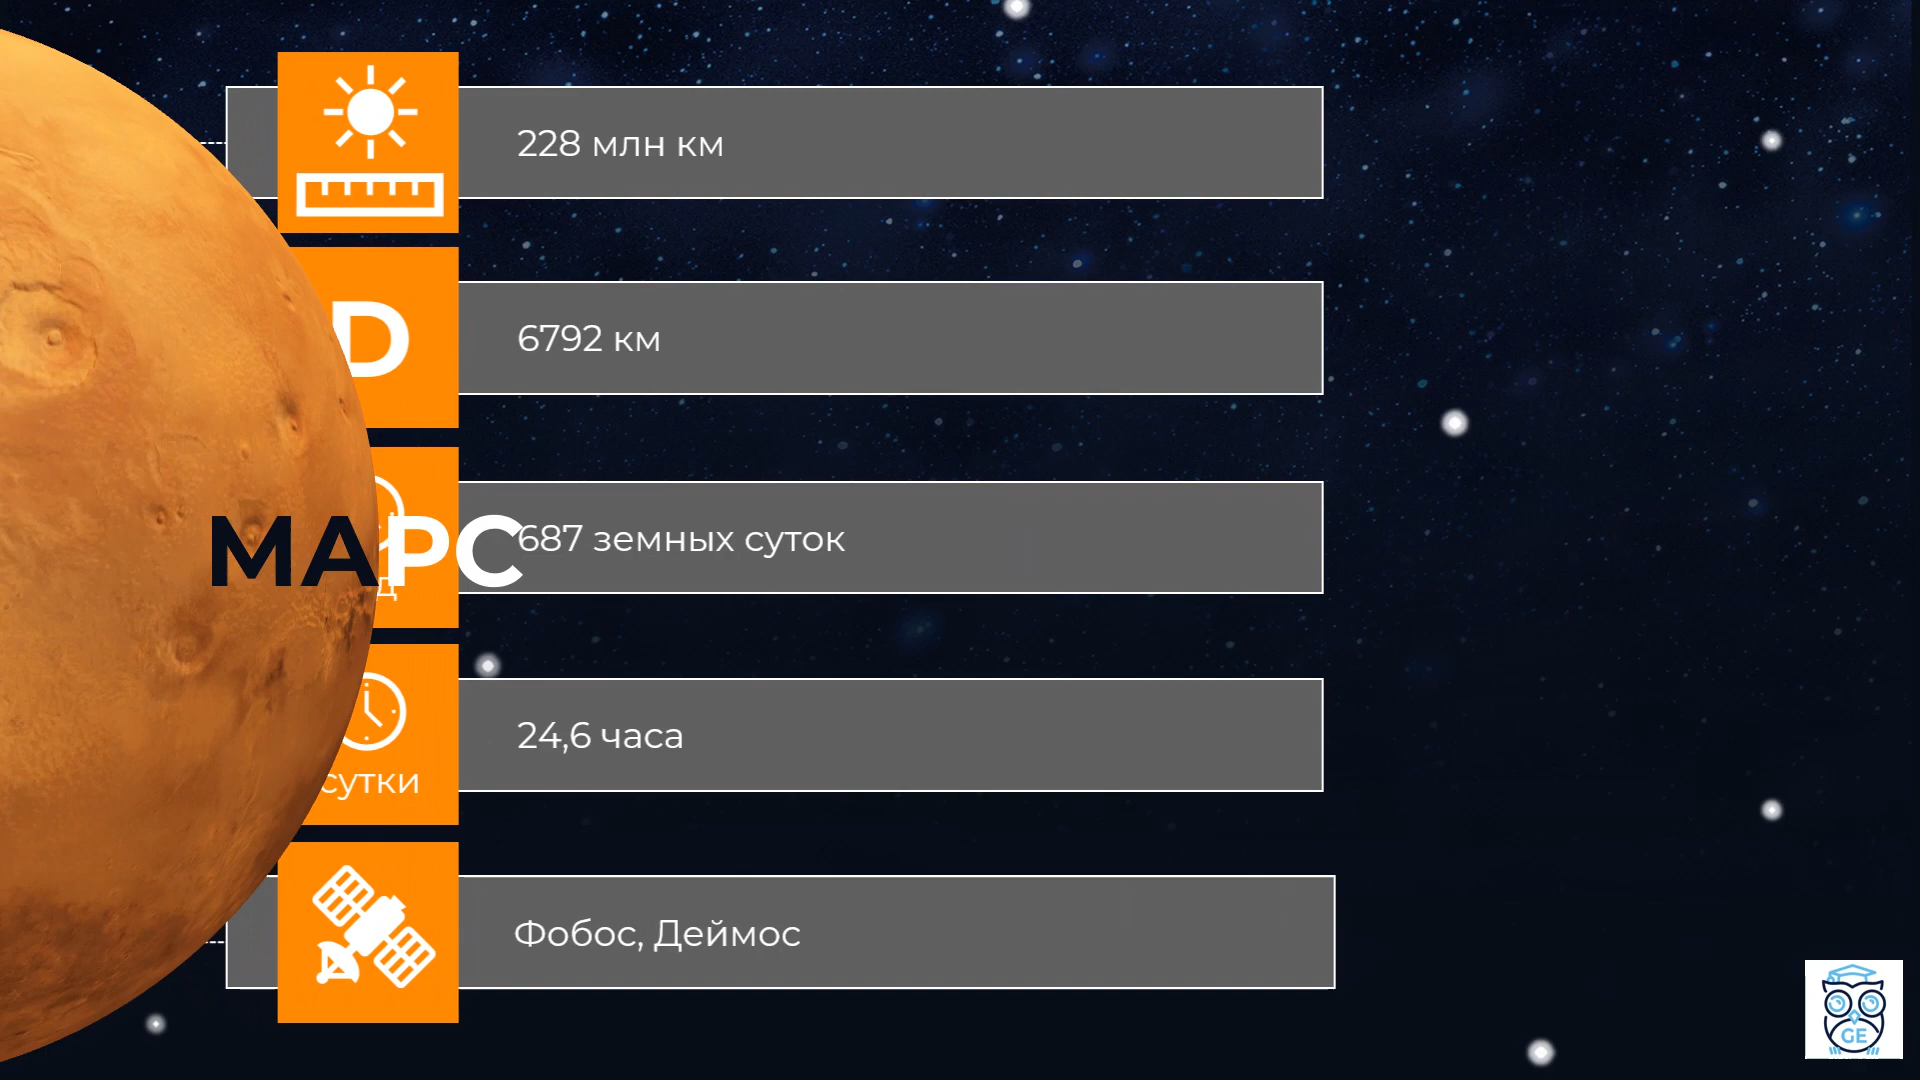 228 млн км
D
6792 км
МАРС
687 земных суток
24,6 часа
сутки
Фобос, Деймос
GE